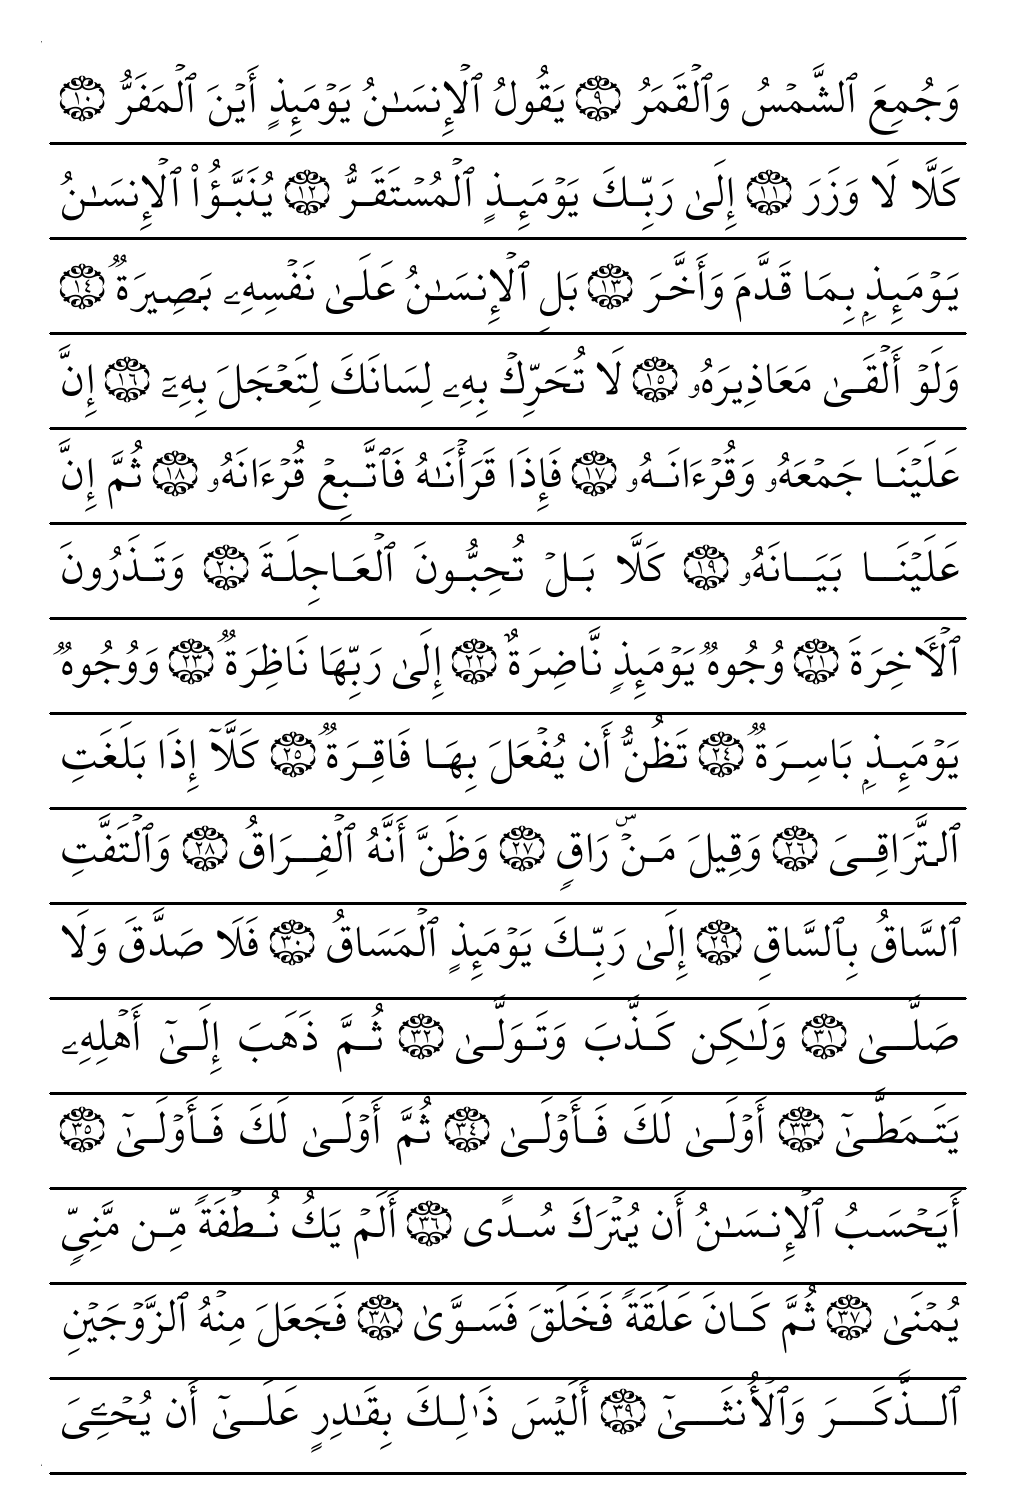 وَجُمِعَ ٱلشَّمۡسُ وَٱلۡقَمَرُ ٩ يَقُولُ ٱلۡإِنسَـٰنُ يَوۡمَئِذٍ أَيۡنَ ٱلۡمَفَرُّ ١٠
كَلَّا لَا وَزَرَ ١١ إِلَىٰ رَبِّكَ يَوۡمَئِذٍ ٱلۡمُسۡتَقَرُّ ١٢ يُنَبَّؤُاْ ٱلۡإِنسَـٰنُ
يَوۡمَئِذِۭ بِمَا قَدَّمَ وَأَخَّرَ ١٣ بَلِ ٱلۡإِنسَـٰنُ عَلَىٰ نَفۡسِهِۦ بَصِيرَةٞ ١٤
وَلَوۡ أَلۡقَىٰ مَعَاذِيرَهُۥ ١٥ لَا تُحَرِّكۡ بِهِۦ لِسَانَكَ لِتَعۡجَلَ بِهِۦٓ ١٦ إِنَّ
عَلَيۡنَا جَمۡعَهُۥ وَقُرۡءَانَهُۥ ١٧ فَإِذَا قَرَأۡنَـٰهُ فَٱتَّبِعۡ قُرۡءَانَهُۥ ١٨ ثُمَّ إِنَّ
عَلَيۡنَا بَيَانَهُۥ ١٩ كَلَّا بَلۡ تُحِبُّونَ ٱلۡعَاجِلَةَ ٢٠ وَتَذَرُونَ
ٱلۡأٓخِرَةَ ٢١ وُجُوهٞ يَوۡمَئِذٍ نَّاضِرَةٌ ٢٢ إِلَىٰ رَبِّهَا نَاظِرَةٞ ٢٣ وَوُجُوهٞ
يَوۡمَئِذِۭ بَاسِرَةٞ ٢٤ تَظُنُّ أَن يُفۡعَلَ بِهَا فَاقِرَةٞ ٢٥ كَلَّآ إِذَا بَلَغَتِ
ٱلتَّرَاقِيَ ٢٦ وَقِيلَ مَنۡۜ رَاقٍ ٢٧ وَظَنَّ أَنَّهُ ٱلۡفِرَاقُ ٢٨ وَٱلۡتَفَّتِ
ٱلسَّاقُ بِٱلسَّاقِ ٢٩ إِلَىٰ رَبِّكَ يَوۡمَئِذٍ ٱلۡمَسَاقُ ٣٠ فَلَا صَدَّقَ وَلَا
صَلَّىٰ ٣١ وَلَـٰكِن كَذَّبَ وَتَوَلَّىٰ ٣٢ ثُمَّ ذَهَبَ إِلَىٰٓ أَهۡلِهِۦ
يَتَمَطَّىٰٓ ٣٣ أَوۡلَىٰ لَكَ فَأَوۡلَىٰ ٣٤ ثُمَّ أَوۡلَىٰ لَكَ فَأَوۡلَىٰٓ ٣٥
أَيَحۡسَبُ ٱلۡإِنسَـٰنُ أَن يُتۡرَكَ سُدًى ٣٦ أَلَمۡ يَكُ نُطۡفَةٗ مِّن مَّنِيّٖ
يُمۡنَىٰ ٣٧ ثُمَّ كَانَ عَلَقَةٗ فَخَلَقَ فَسَوَّىٰ ٣٨ فَجَعَلَ مِنۡهُ ٱلزَّوۡجَيۡنِ
ٱلذَّكَرَ وَٱلۡأُنثَىٰٓ ٣٩ أَلَيۡسَ ذَٰلِكَ بِقَـٰدِرٍ عَلَىٰٓ أَن يُحۡـِۧيَ